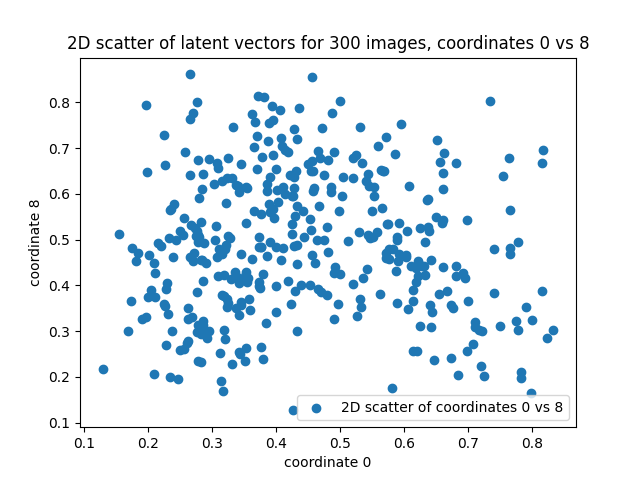 2D scatter of latent vectors for 300 images, coordinates 0 vs 8
coordinate 8
0.8
0.7
0.6
0.5
0.4
0.3
0.2
0.1
2D scatter of coordinates 0 vs 8
0.1 0.2 0.3 0.4 0.5 0.6 0.7 0.8
coordinate 0